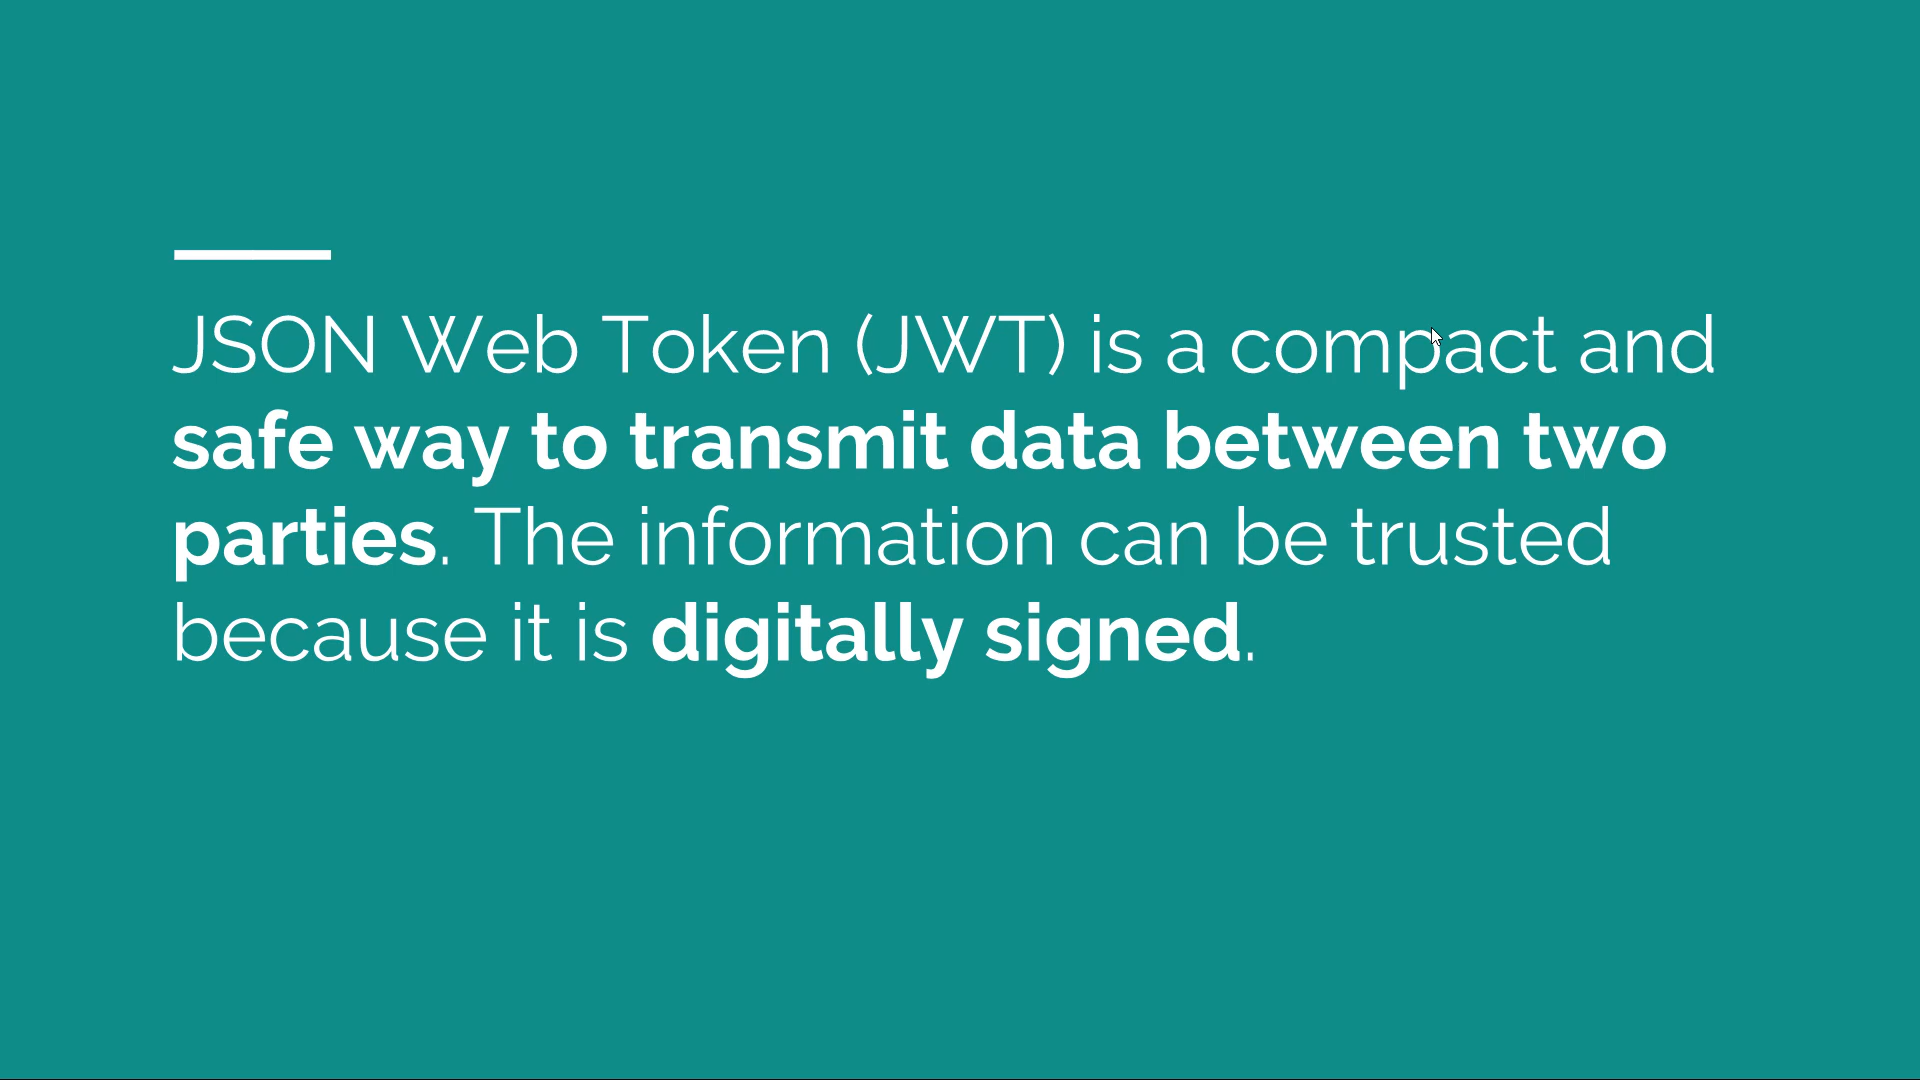 JSON Web Token (JWT) is a compact and
safe way to transmit data between two
parties. The information can be trusted
because it is digitally signed.